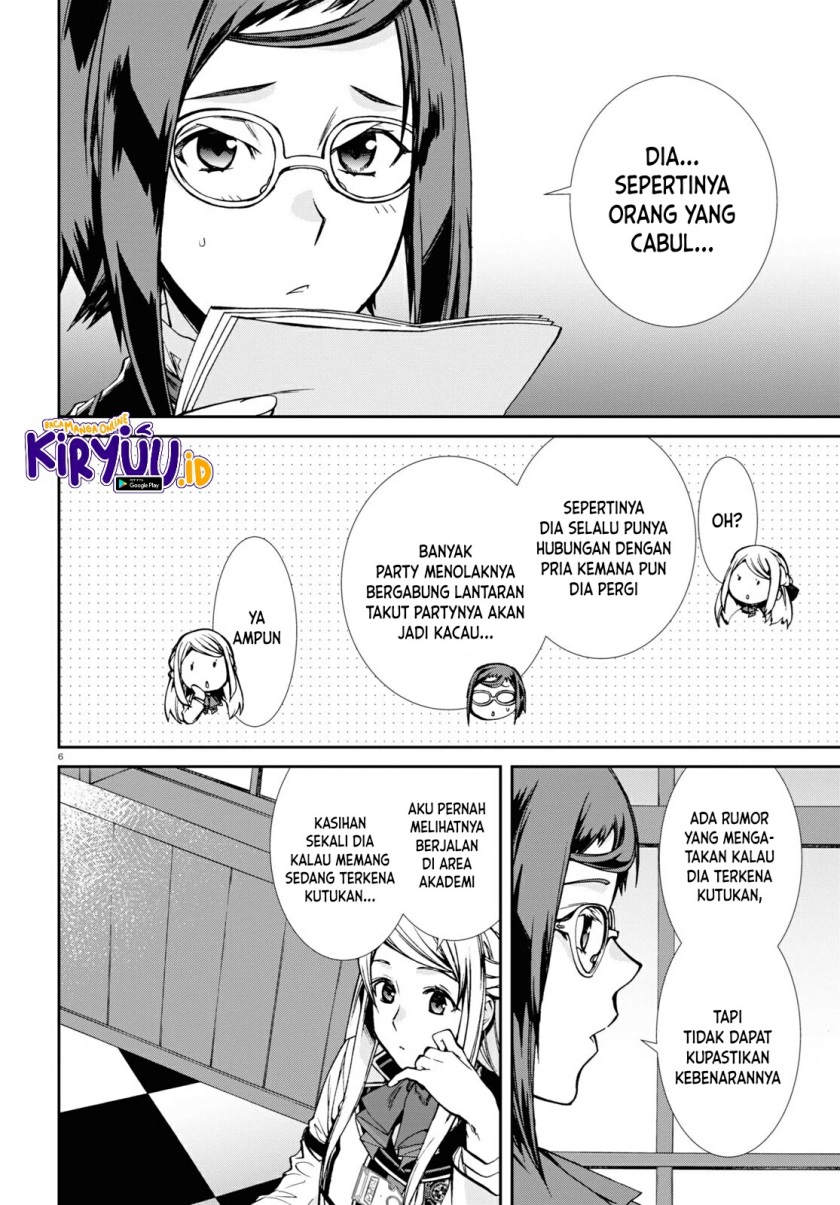 DIA...
SEPERTINYA
ORANG YANG
CABUL...
BACA MANGA ONLINE
KIRYUU.ID
Google Play
OH?
SEPERTINYA
DIA SELALU PUNYA
HUBUNGAN DENGAN
PRIA KEMANA PUN
DIA PERGI
BANYAK
PARTY MENOLAKNYA
BERGABUNG LANTARAN
TAKUT PARTYNYA AKAN
JADI KACAU...
YA
AMPUN
6
ADA RUMOR
YANG MENGA-
TAKAN KALAU
DIA TERKENA
KUTUKAN,
TAPI
TIDAK DAPAT
KUPASTIKAN
KEBENARANNYA
AKU PERNAH
MELIHATNYA
BERJALAN
DI AREA
AKADEMI
KASIHAN
SEKALI DIA
KALAU MEMANG
SEDANG TERKENA
KUTUKAN...